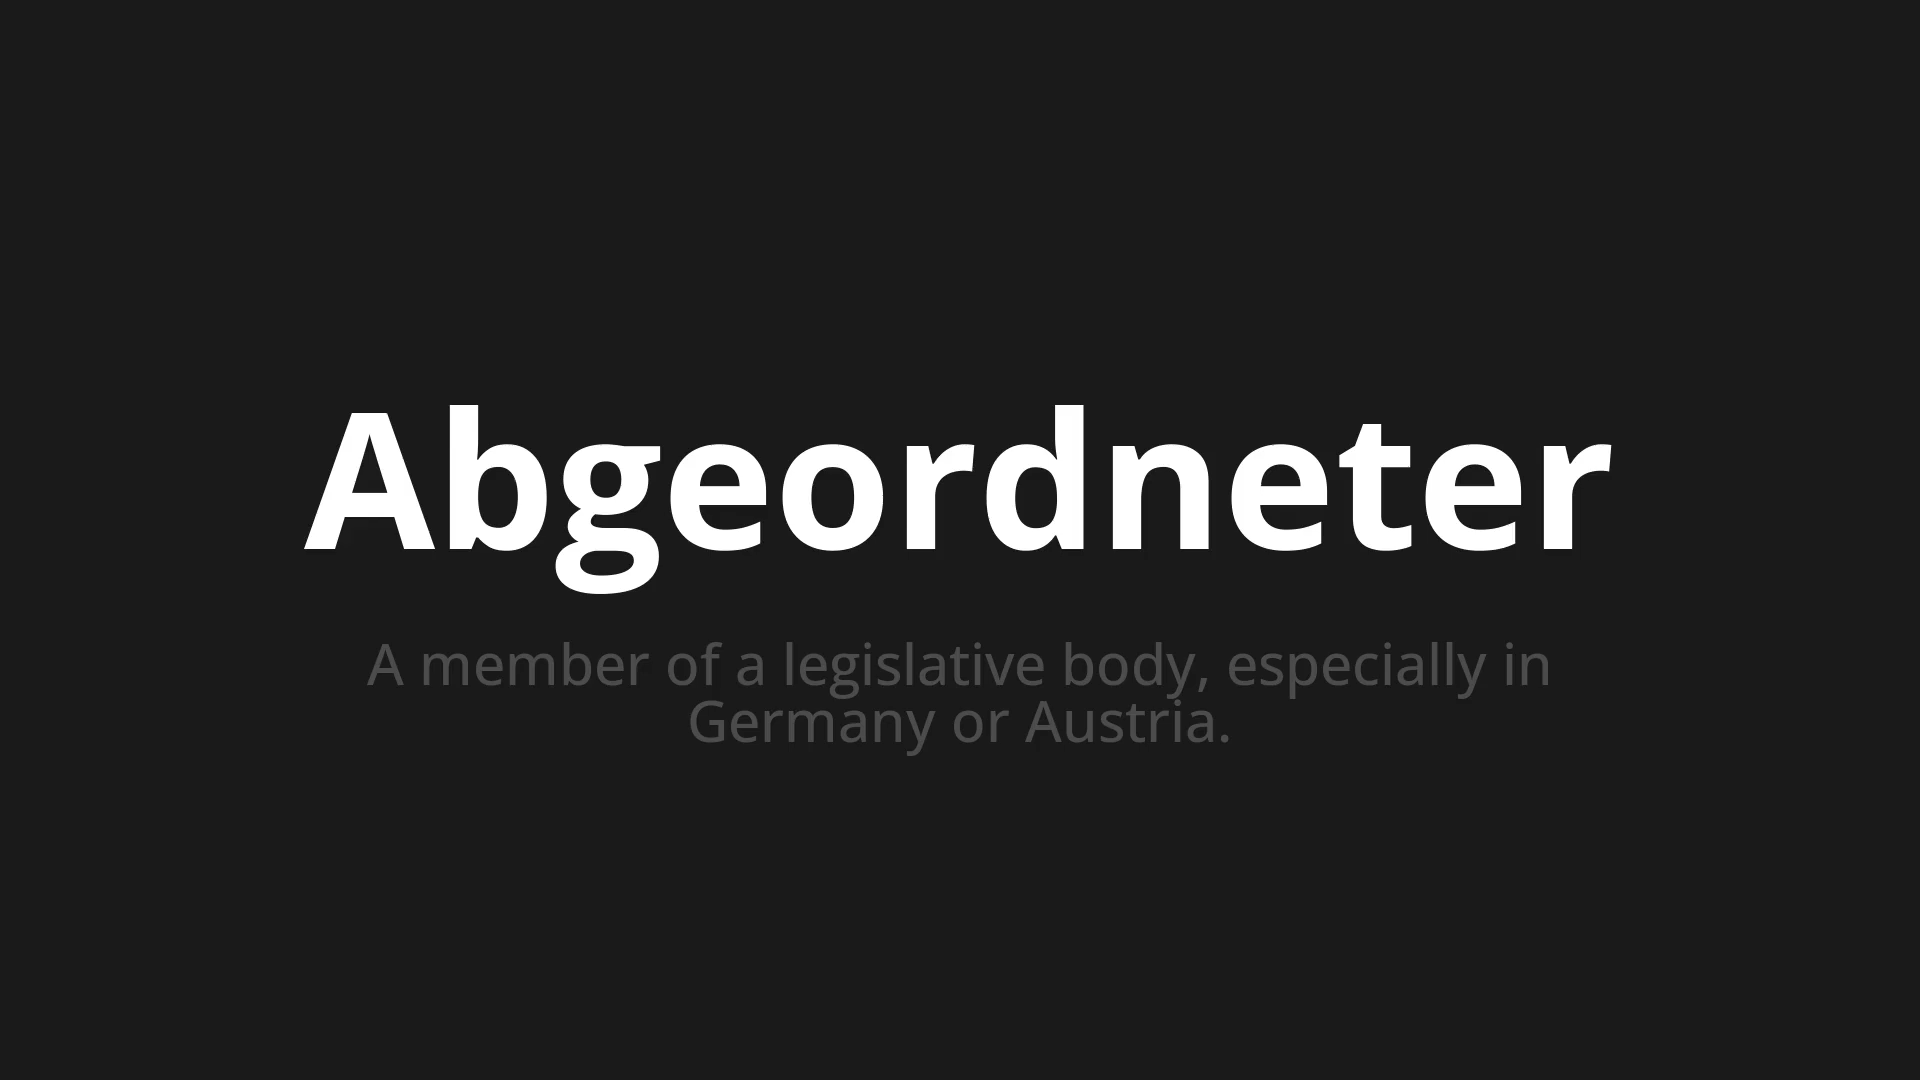 Abgeordneter
A member of a legislative body, especially in
Germany or Austria.